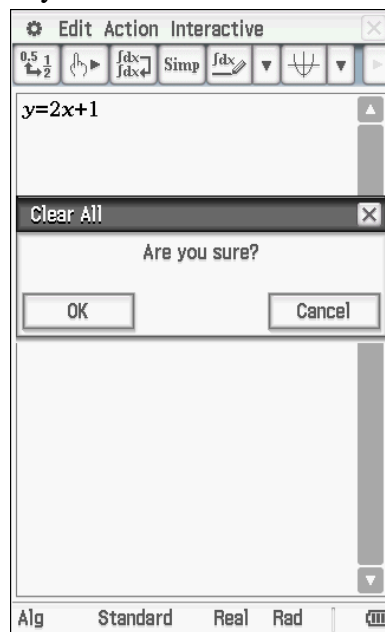 Edit Action Interactive
0.5 1 2 ∫dx ∫dx Simp ∫dx
y=2x+1
Clear All
Are you sure?
OK Cancel
Alg Standard Real Rad